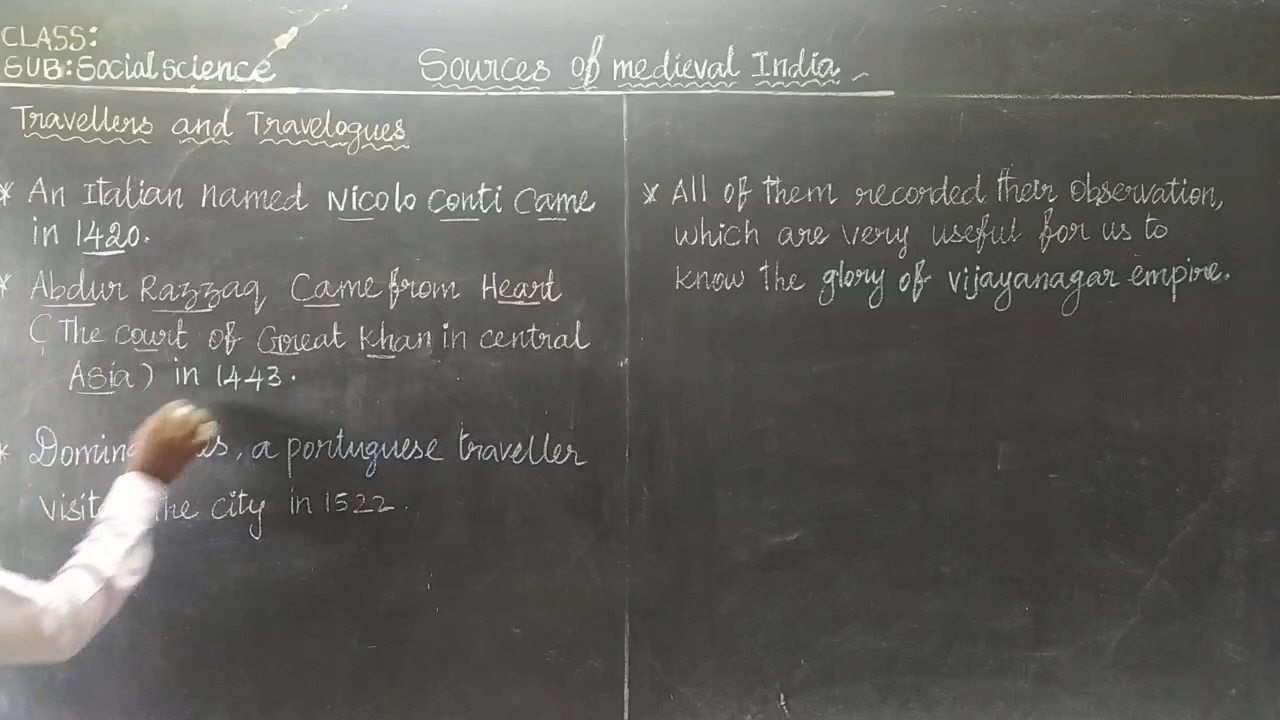 CLASS:
SUB: Social science
Sources of medieval India
Travellers and Travelogues
* An Italian named Nicolo Conti Came
in 1420.
* Abdur Razzaq Came from Heart
(The court of Great Khan in central
Asia) in 1443.
* , a portuguese traveller
the city in 1522.
* All of them recorded their observation,
which are very useful for us to
know the glory of vijayanagar empire.